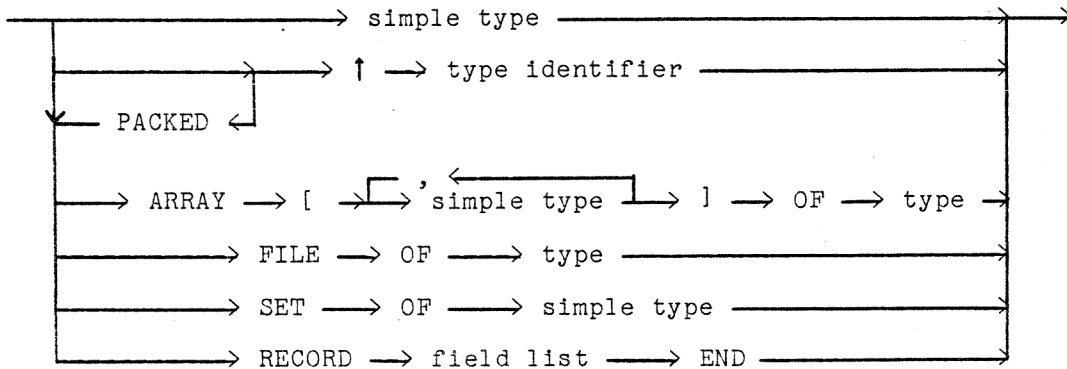 simple type
↑ type identifier
PACKED
,
ARRAY [ simple type ] OF type
FILE OF type
SET OF simple type
RECORD field list END